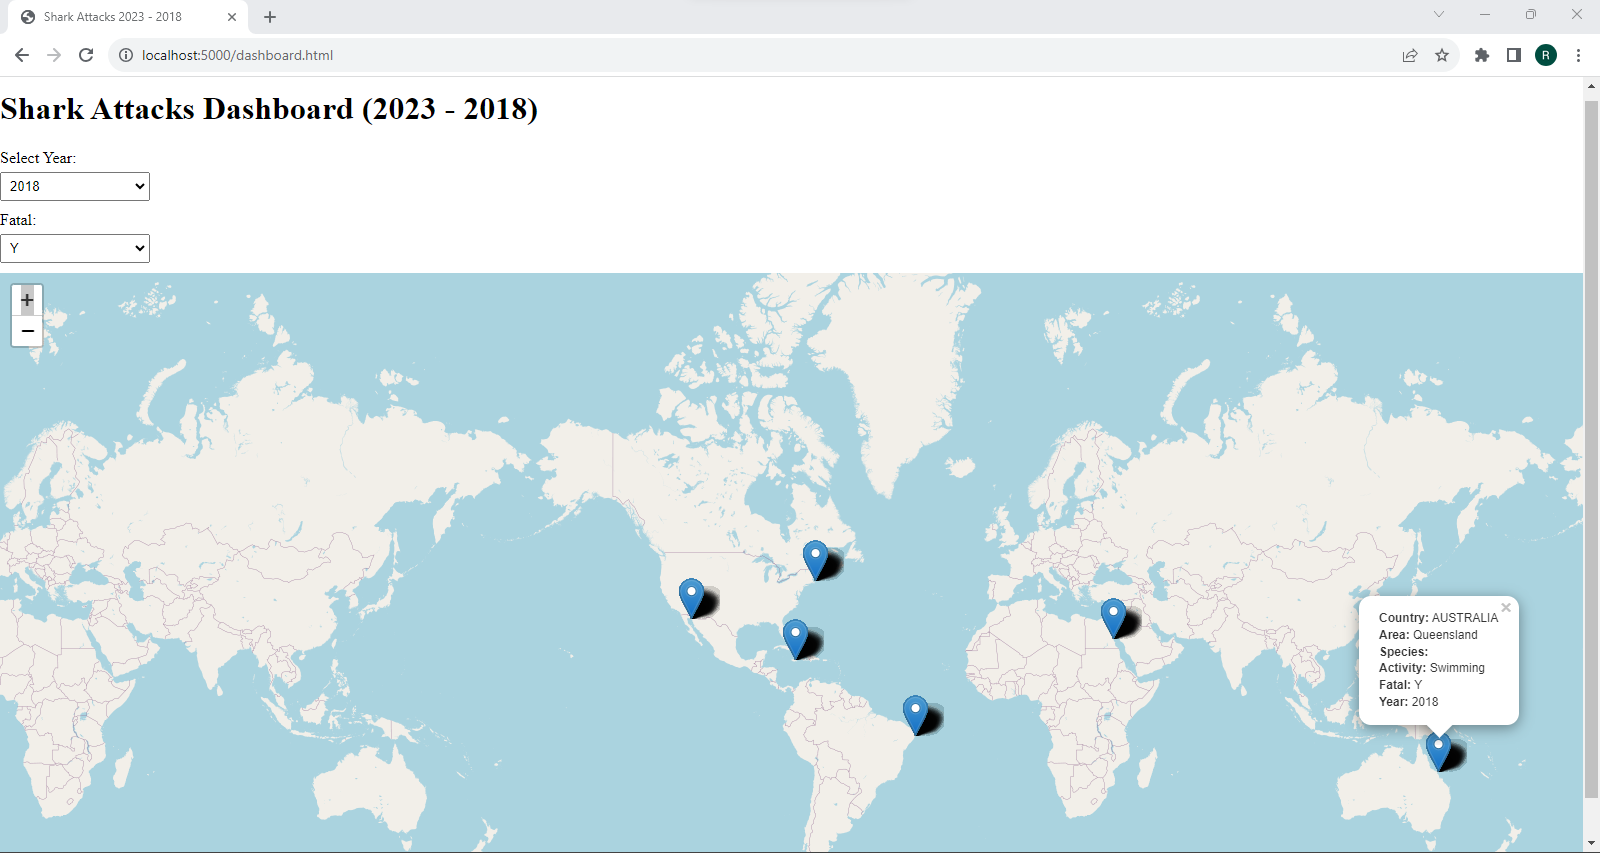 Shark Attacks 2023 - 2018
localhost:5000/dashboard.html
R
Shark Attacks Dashboard (2023 - 2018)
Select Year:
2018
Fatal:
Y
+
−
Country: AUSTRALIA
Area: Queensland
Species:
Activity: Swimming
Fatal: Y
Year: 2018